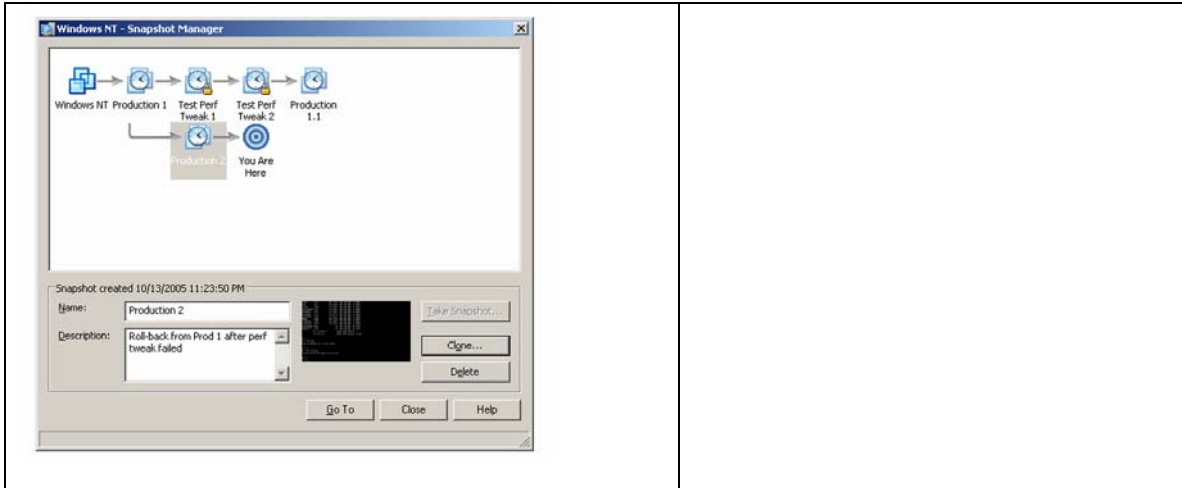 Windows NT - Snapshot Manager
Windows NT Production 1 Test Perf Test Perf Production
Tweak 1 Tweak 2 1.1
Production 2 You Are
Here
Snapshot created 10/13/2005 11:23:50 PM
Name: Production 2 Take Snapshot...
Description: Roll-back from Prod 1 after perf
tweak failed
Clone...
Delete
Go To Close Help